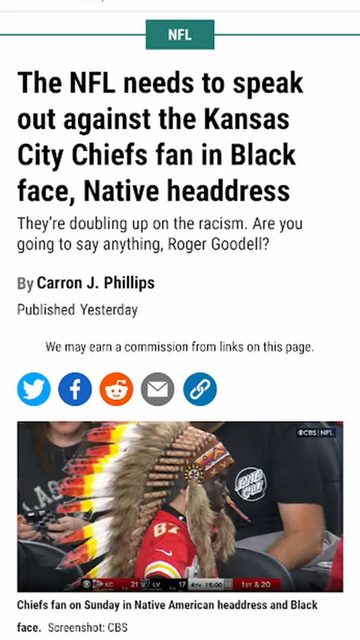 NFL
The NFL needs to speak
out against the Kansas
City Chiefs fan in Black
face, Native headdress
They're doubling up on the racism. Are you
going to say anything, Roger Goodell?
By Carron J. Phillips
Published Yesterday
We may earn a commission from links on this page.
CBS NFL
SANTA
CRUZ
87
KC 21 LV 17 4TH 15:00 1ST & 20
Chiefs fan on Sunday in Native American headdress and Black
face. Screenshot: CBS